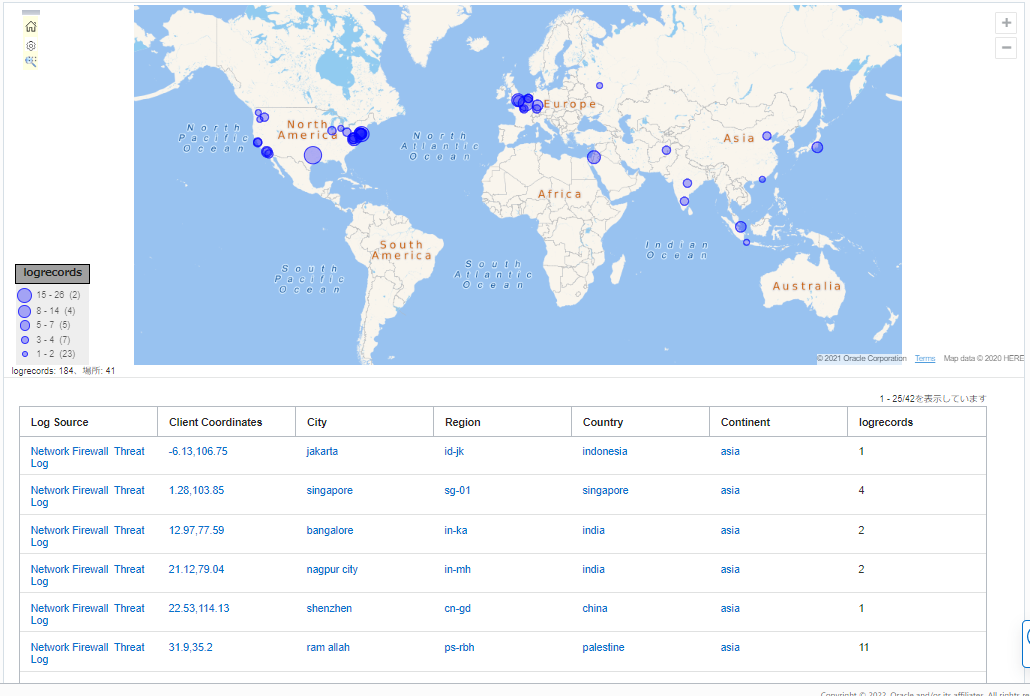 North
Pacific
Ocean
North
America
North
Atlantic
Ocean
Europe
Asia
Africa
South
America
South
Pacific
Ocean
South
Atlantic
Ocean
Indian
Ocean
Australia
logrecords
15 - 26 (2)
8 - 14 (4)
5 - 7 (5)
3 - 4 (7)
1 - 2 (23)
© 2021 Oracle Corporation Terms Map data © 2020 HERE
logrecords: 184、場所: 41
1 - 25/42を表示しています
Log Source Client Coordinates City Region Country Continent logrecords
Network Firewall Threat Log -6.13,106.75 jakarta id-jk indonesia asia 1
Network Firewall Threat Log 1.28,103.85 singapore sg-01 singapore asia 4
Network Firewall Threat Log 12.97,77.59 bangalore in-ka india asia 2
Network Firewall Threat Log 21.12,79.04 nagpur city in-mh india asia 2
Network Firewall Threat Log 22.53,114.13 shenzhen cn-gd china asia 1
Network Firewall Threat Log 31.9,35.2 ram allah ps-rbh palestine asia 11
Copyright © 2022, Oracle and/or its affiliates. All rights re